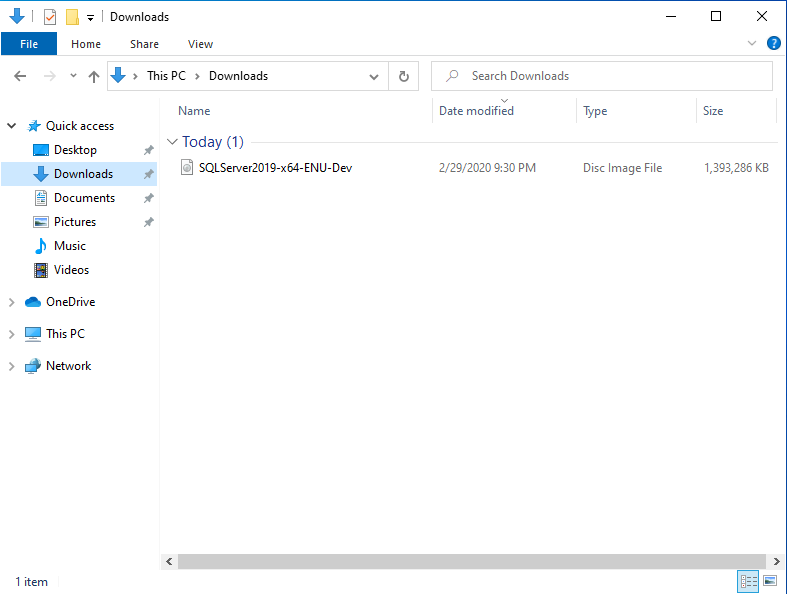 Downloads
File Home Share View
This PC Downloads
Search Downloads
Name Date modified Type Size
Quick access
Today (1)
Desktop
SQLServer2019-x64-ENU-Dev 2/29/2020 9:30 PM Disc Image File 1,393,286 KB
Downloads
Documents
Pictures
Music
Videos
OneDrive
This PC
Network
1 item